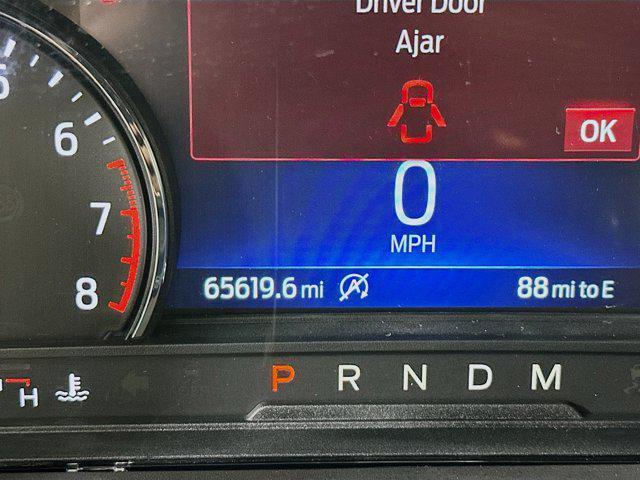 Driver Door
Ajar
OK
6
7
8
0
MPH
65619.6 mi
88 mi to E
H
P R N D M